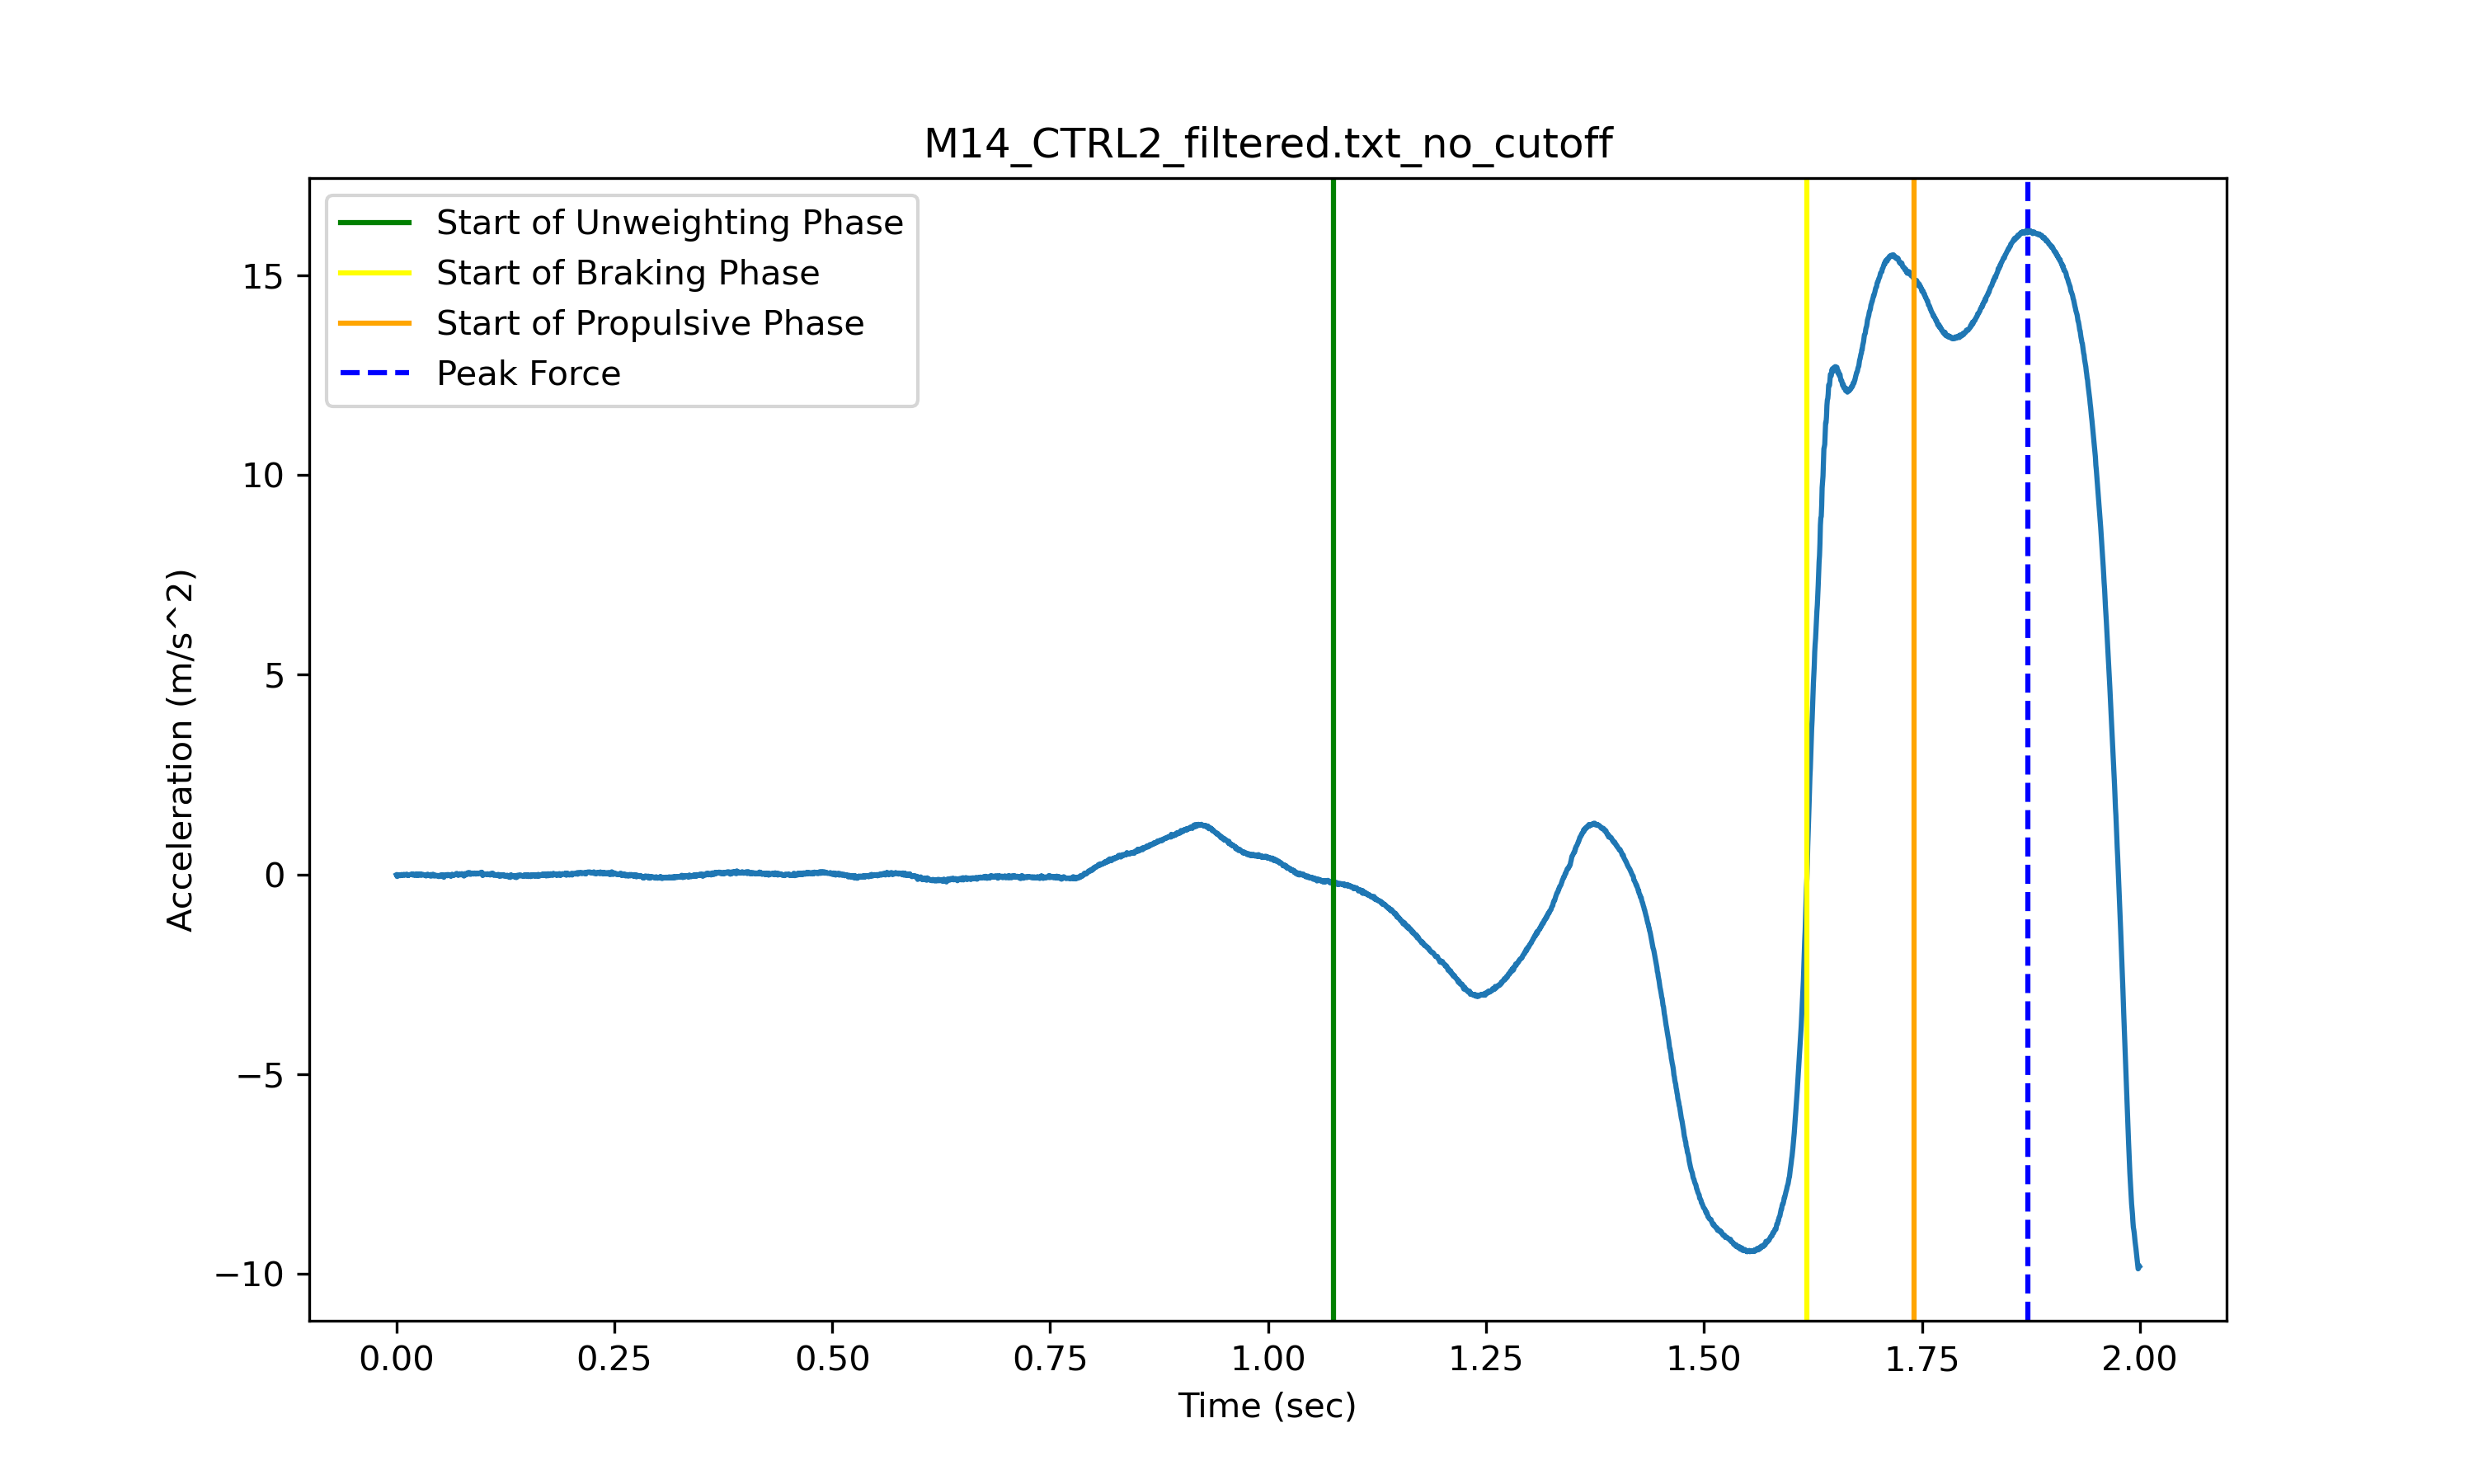 M14_CTRL2_filtered.txt_no_cutoff
Start of Unweighting Phase
Start of Braking Phase
Start of Propulsive Phase
Peak Force
Acceleration (m/s^2)
15
10
5
0
−5
−10
0.00 0.25 0.50 0.75 1.00 1.25 1.50 1.75 2.00
Time (sec)